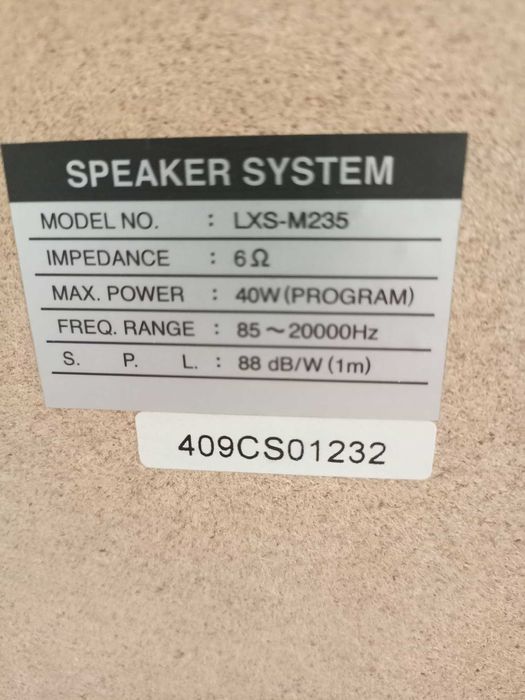 SPEAKER SYSTEM
MODEL NO. : LXS-M235
IMPEDANCE : 6Ω
MAX. POWER : 40W (PROGRAM)
FREQ. RANGE : 85~20000Hz
S. P. L. : 88 dB/W (1m)
409CS01232